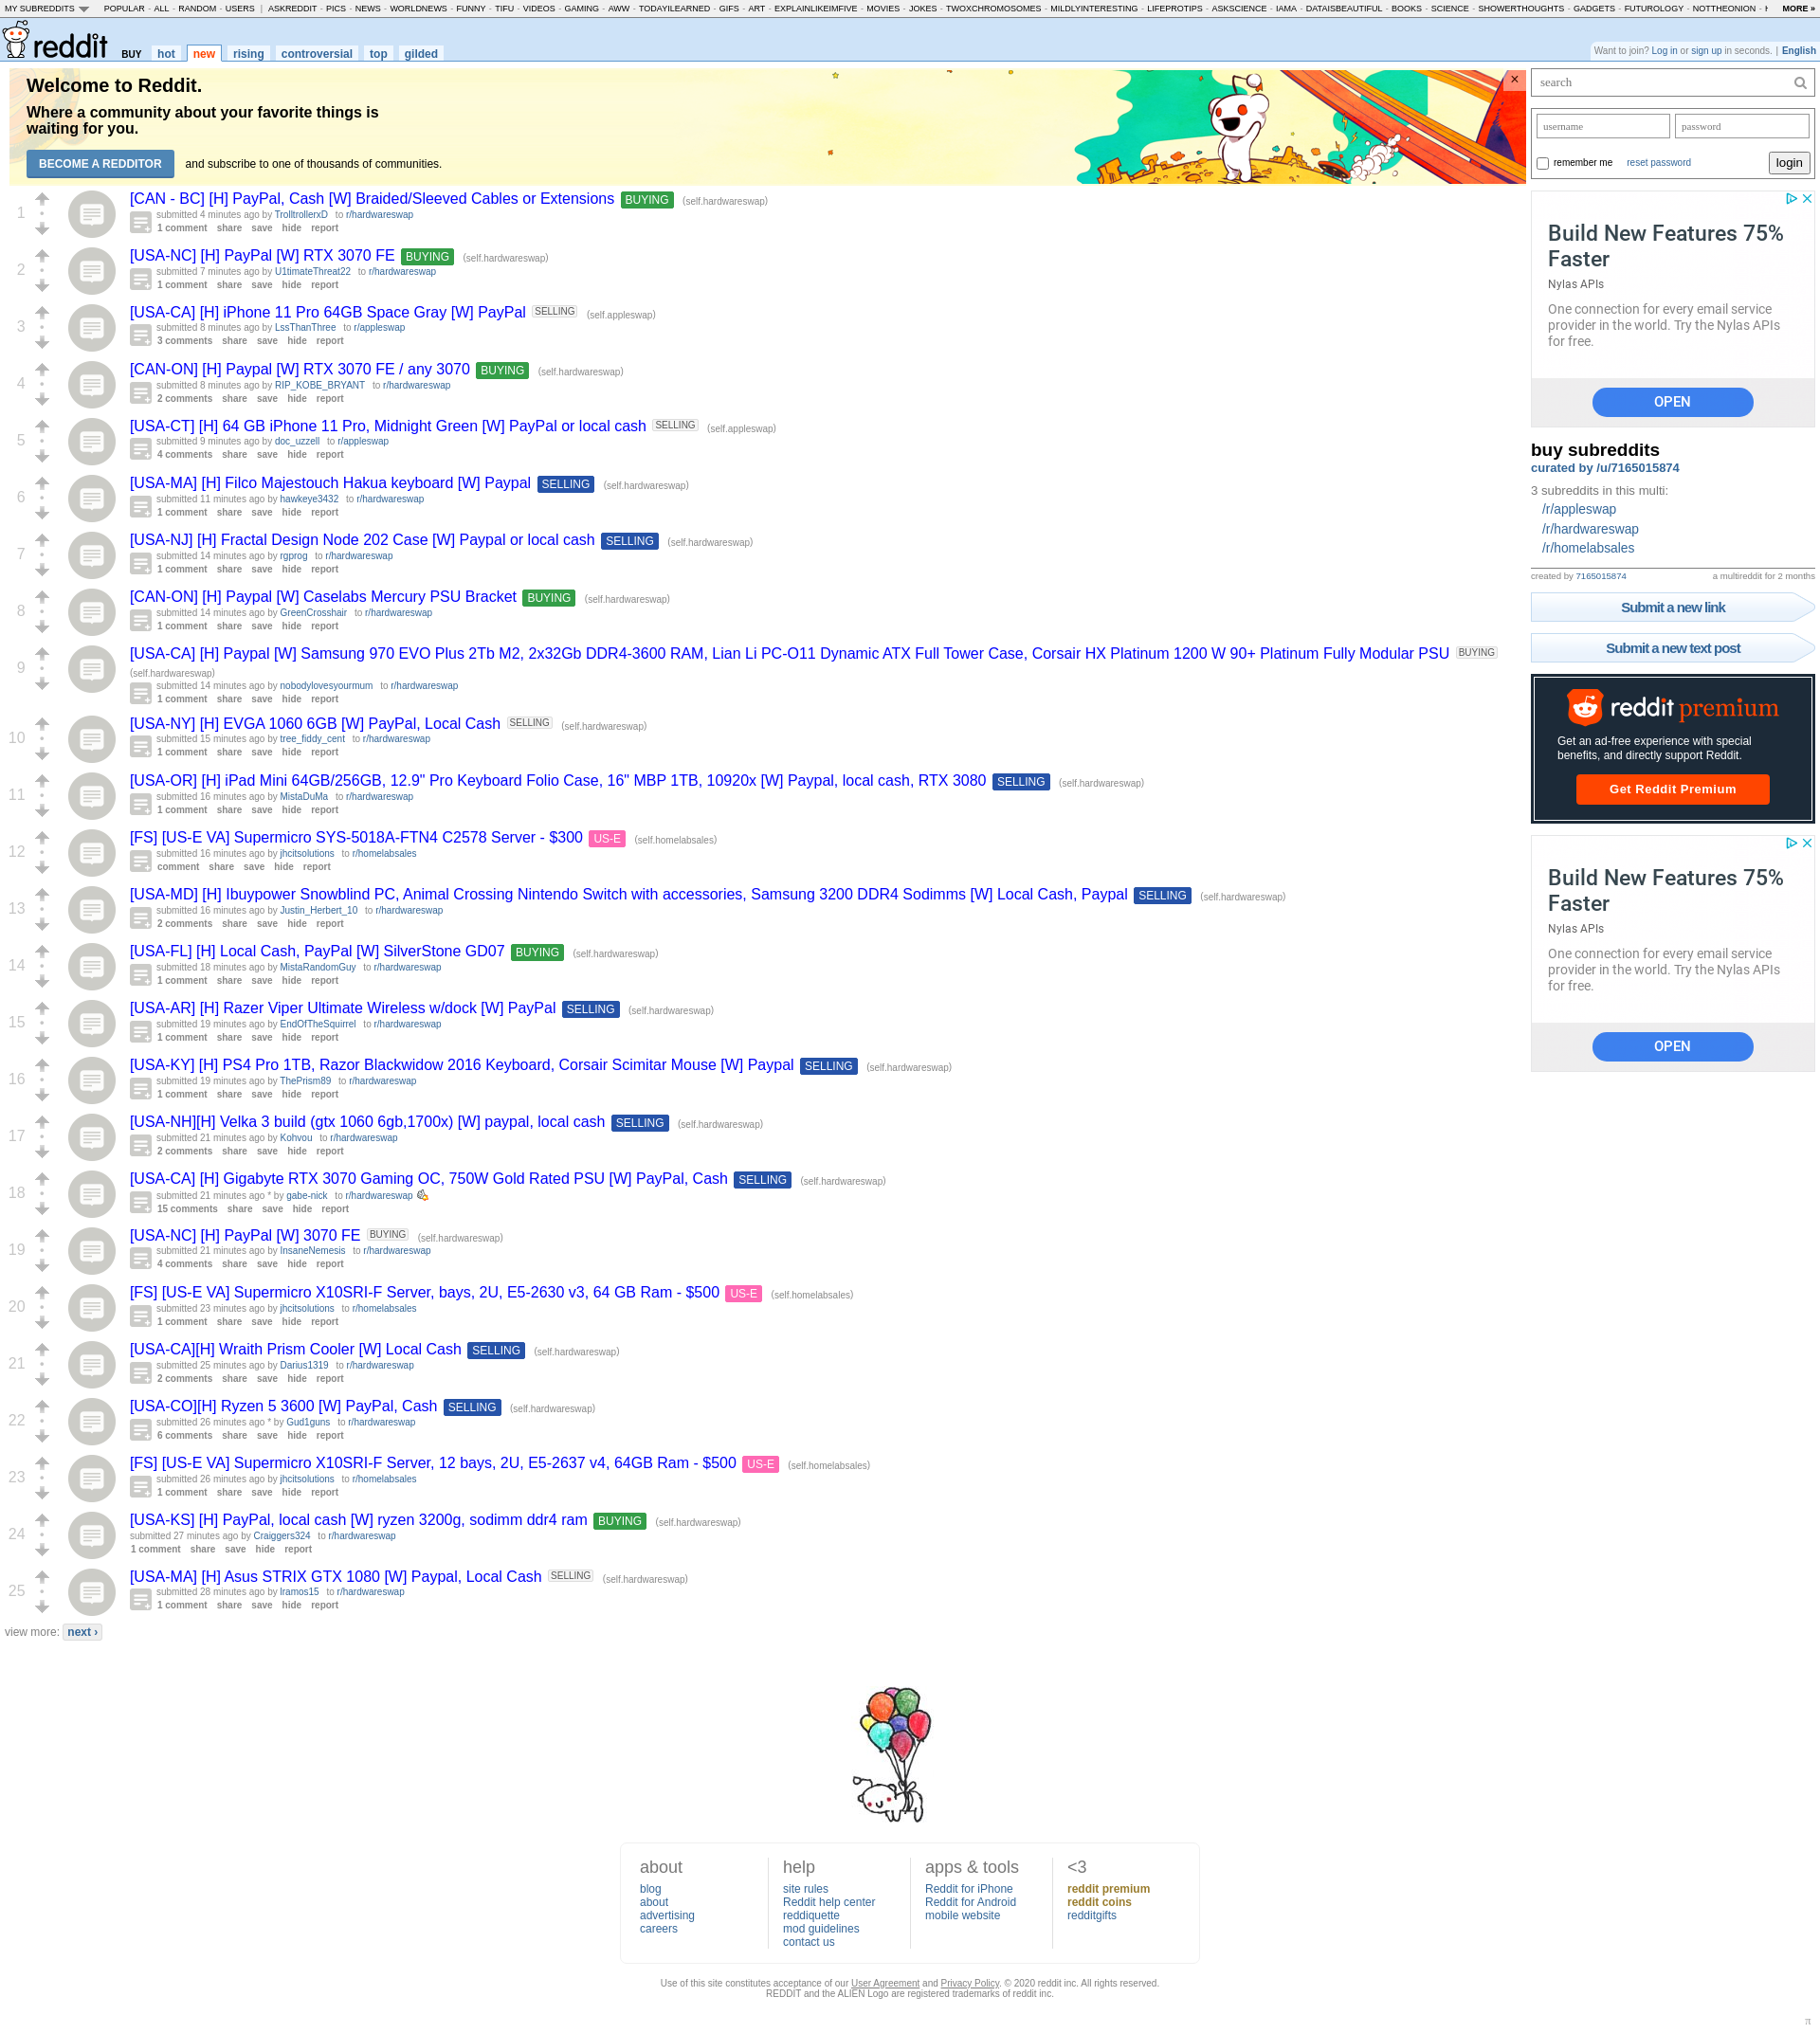 MY SUBREDDITS POPULAR - ALL - RANDOM - USERS | ASKREDDIT - PICS - NEWS - WORLDNEWS - FUNNY - TIFU - VIDEOS - GAMING - AWW - TODAYILEARNED - GIFS - ART - EXPLAINLIKEIMFIVE - MOVIES - JOKES - TWOXCHROMOSOMES - MILDLYINTERESTING - LIFEPROTIPS - ASKSCIENCE - IAMA - DATAISBEAUTIFUL - BOOKS - SCIENCE - SHOWERTHOUGHTS - GADGETS - FUTUROLOGY - NOTTHEONION - MORE »
reddit BUY hot new rising controversial top gilded
Want to join? Log in or sign up in seconds. | English
Welcome to Reddit.
Where a community about your favorite things is
waiting for you.
BECOME A REDDITOR and subscribe to one of thousands of communities.
×
1
[CAN - BC] [H] PayPal, Cash [W] Braided/Sleeved Cables or Extensions BUYING (self.hardwareswap)
submitted 4 minutes ago by TrolltrollerxD to r/hardwareswap
1 comment share save hide report
2
[USA-NC] [H] PayPal [W] RTX 3070 FE BUYING (self.hardwareswap)
submitted 7 minutes ago by U1timateThreat22 to r/hardwareswap
1 comment share save hide report
3
[USA-CA] [H] iPhone 11 Pro 64GB Space Gray [W] PayPal SELLING (self.appleswap)
submitted 8 minutes ago by LssThanThree to r/appleswap
3 comments share save hide report
4
[CAN-ON] [H] Paypal [W] RTX 3070 FE / any 3070 BUYING (self.hardwareswap)
submitted 8 minutes ago by RIP_KOBE_BRYANT to r/hardwareswap
2 comments share save hide report
5
[USA-CT] [H] 64 GB iPhone 11 Pro, Midnight Green [W] PayPal or local cash SELLING (self.appleswap)
submitted 9 minutes ago by doc_uzzell to r/appleswap
4 comments share save hide report
6
[USA-MA] [H] Filco Majestouch Hakua keyboard [W] Paypal SELLING (self.hardwareswap)
submitted 11 minutes ago by hawkeye3432 to r/hardwareswap
1 comment share save hide report
7
[USA-NJ] [H] Fractal Design Node 202 Case [W] Paypal or local cash SELLING (self.hardwareswap)
submitted 14 minutes ago by rgprog to r/hardwareswap
1 comment share save hide report
8
[CAN-ON] [H] Paypal [W] Caselabs Mercury PSU Bracket BUYING (self.hardwareswap)
submitted 14 minutes ago by GreenCrosshair to r/hardwareswap
1 comment share save hide report
9
[USA-CA] [H] Paypal [W] Samsung 970 EVO Plus 2Tb M2, 2x32Gb DDR4-3600 RAM, Lian Li PC-O11 Dynamic ATX Full Tower Case, Corsair HX Platinum 1200 W 90+ Platinum Fully Modular PSU BUYING
(self.hardwareswap)
submitted 14 minutes ago by nobodylovesyourmum to r/hardwareswap
1 comment share save hide report
10
[USA-NY] [H] EVGA 1060 6GB [W] PayPal, Local Cash SELLING (self.hardwareswap)
submitted 15 minutes ago by tree_fiddy_cent to r/hardwareswap
1 comment share save hide report
11
[USA-OR] [H] iPad Mini 64GB/256GB, 12.9" Pro Keyboard Folio Case, 16" MBP 1TB, 10920x [W] Paypal, local cash, RTX 3080 SELLING (self.hardwareswap)
submitted 16 minutes ago by MistaDuMa to r/hardwareswap
1 comment share save hide report
12
[FS] [US-E VA] Supermicro SYS-5018A-FTN4 C2578 Server - $300 US-E (self.homelabsales)
submitted 16 minutes ago by jhcitsolutions to r/homelabsales
comment share save hide report
13
[USA-MD] [H] Ibuypower Snowblind PC, Animal Crossing Nintendo Switch with accessories, Samsung 3200 DDR4 Sodimms [W] Local Cash, Paypal SELLING (self.hardwareswap)
submitted 16 minutes ago by Justin_Herbert_10 to r/hardwareswap
2 comments share save hide report
14
[USA-FL] [H] Local Cash, PayPal [W] SilverStone GD07 BUYING (self.hardwareswap)
submitted 18 minutes ago by MistaRandomGuy to r/hardwareswap
1 comment share save hide report
15
[USA-AR] [H] Razer Viper Ultimate Wireless w/dock [W] PayPal SELLING (self.hardwareswap)
submitted 19 minutes ago by EndOfTheSquirrel to r/hardwareswap
1 comment share save hide report
16
[USA-KY] [H] PS4 Pro 1TB, Razor Blackwidow 2016 Keyboard, Corsair Scimitar Mouse [W] Paypal SELLING (self.hardwareswap)
submitted 19 minutes ago by ThePrism89 to r/hardwareswap
1 comment share save hide report
17
[USA-NH][H] Velka 3 build (gtx 1060 6gb,1700x) [W] paypal, local cash SELLING (self.hardwareswap)
submitted 21 minutes ago by Kohvou to r/hardwareswap
2 comments share save hide report
18
[USA-CA] [H] Gigabyte RTX 3070 Gaming OC, 750W Gold Rated PSU [W] PayPal, Cash SELLING (self.hardwareswap)
submitted 21 minutes ago * by gabe-nick to r/hardwareswap
15 comments share save hide report
19
[USA-NC] [H] PayPal [W] 3070 FE BUYING (self.hardwareswap)
submitted 21 minutes ago by InsaneNemesis to r/hardwareswap
4 comments share save hide report
20
[FS] [US-E VA] Supermicro X10SRI-F Server, bays, 2U, E5-2630 v3, 64 GB Ram - $500 US-E (self.homelabsales)
submitted 23 minutes ago by jhcitsolutions to r/homelabsales
1 comment share save hide report
21
[USA-CA][H] Wraith Prism Cooler [W] Local Cash SELLING (self.hardwareswap)
submitted 25 minutes ago by Darius1319 to r/hardwareswap
2 comments share save hide report
22
[USA-CO][H] Ryzen 5 3600 [W] PayPal, Cash SELLING (self.hardwareswap)
submitted 26 minutes ago * by Gud1guns to r/hardwareswap
6 comments share save hide report
23
[FS] [US-E VA] Supermicro X10SRI-F Server, 12 bays, 2U, E5-2637 v4, 64GB Ram - $500 US-E (self.homelabsales)
submitted 26 minutes ago by jhcitsolutions to r/homelabsales
1 comment share save hide report
24
[USA-KS] [H] PayPal, local cash [W] ryzen 3200g, sodimm ddr4 ram BUYING (self.hardwareswap)
submitted 27 minutes ago by Craiggers324 to r/hardwareswap
1 comment share save hide report
25
[USA-MA] [H] Asus STRIX GTX 1080 [W] Paypal, Local Cash SELLING (self.hardwareswap)
submitted 28 minutes ago by lramos15 to r/hardwareswap
1 comment share save hide report
view more: next ›
search
username password
remember me reset password login
Build New Features 75%
Faster
Nylas APIs
One connection for every email service
provider in the world. Try the Nylas APIs
for free.
OPEN
buy subreddits
curated by /u/7165015874
3 subreddits in this multi:
/r/appleswap
/r/hardwareswap
/r/homelabsales
created by 7165015874 a multireddit for 2 months
Submit a new link
Submit a new text post
reddit premium
Get an ad-free experience with special
benefits, and directly support Reddit.
Get Reddit Premium
Build New Features 75%
Faster
Nylas APIs
One connection for every email service
provider in the world. Try the Nylas APIs
for free.
OPEN
about
blog
about
advertising
careers
help
site rules
Reddit help center
reddiquette
mod guidelines
contact us
apps & tools
Reddit for iPhone
Reddit for Android
mobile website
<3
reddit premium
reddit coins
redditgifts
Use of this site constitutes acceptance of our User Agreement and Privacy Policy. © 2020 reddit inc. All rights reserved.
REDDIT and the ALIEN Logo are registered trademarks of reddit inc.
π